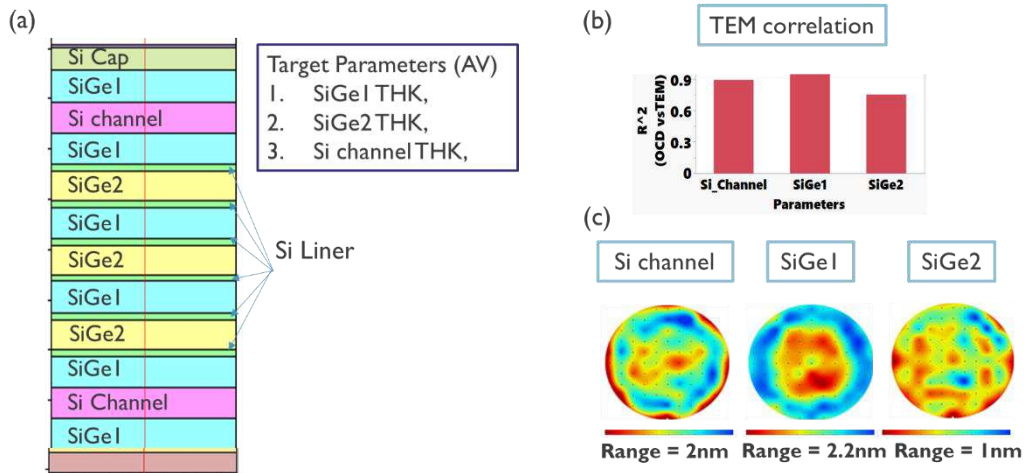 (a)
Si Cap
SiGe1
Si channel
SiGe1
SiGe2
SiGe1
SiGe2
SiGe1
SiGe2
SiGe1
Si Channel
SiGe1
Si Liner
Target Parameters (AV)
1. SiGe1 THK,
2. SiGe2 THK,
3. Si channel THK,
(b)
TEM correlation
R^2
(OCD vsTEM)
0.9
0.6
0.3
0
Si_Channel SiGe1 SiGe2
Parameters
(c)
Si channel SiGe1 SiGe2
Range = 2nm Range = 2.2nm Range = 1nm